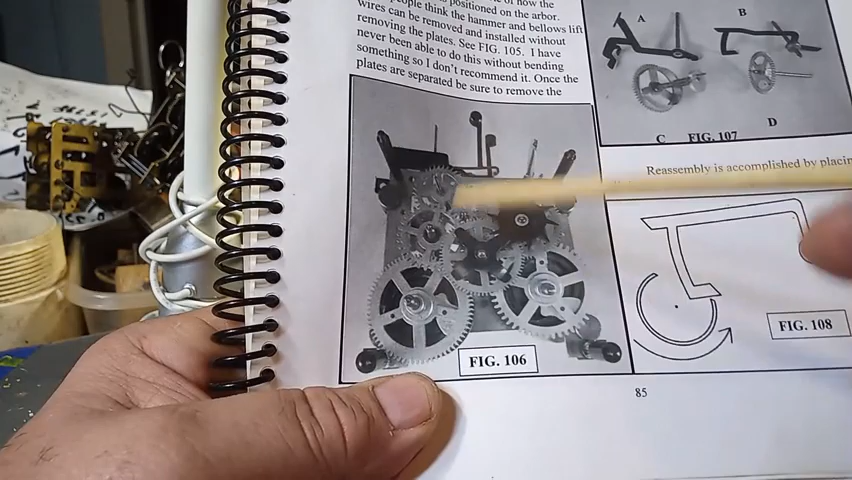 of how the
positioned on the arbor.
people think the hammer and bellows lift
wires can be removed and installed without
removing the plates. See FIG. 105. I have
never been able to do this without bending
something so I don't recommend it. Once the
plates are separated be sure to remove the
FIG. 106
A
B
C
FIG. 107
D
Reassembly is accomplished by placin
FIG. 108
85